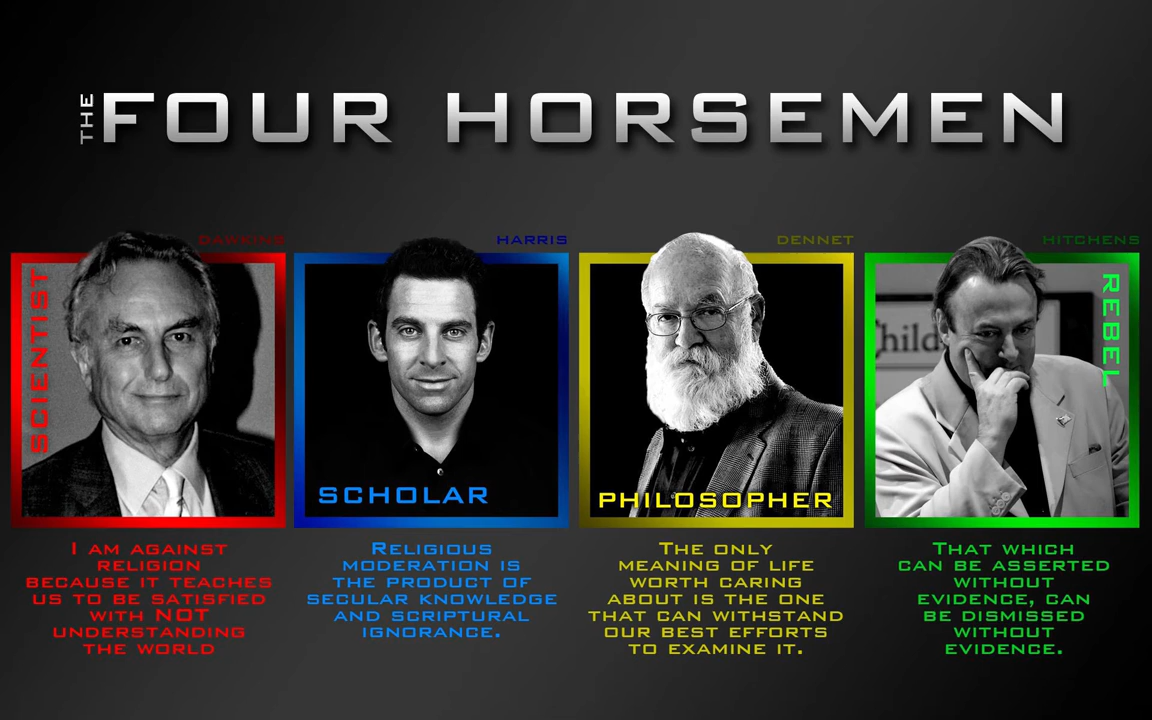 THE FOUR HORSEMEN
DAWKINS
SCIENTIST
I AM AGAINST
RELIGION
BECAUSE IT TEACHES
US TO BE SATISFIED
WITH NOT
UNDERSTANDING
THE WORLD
HARRIS
SCHOLAR
RELIGIOUS
MODERATION IS
THE PRODUCT OF
SECULAR KNOWLEDGE
AND SCRIPTURAL
IGNORANCE.
DENNET
PHILOSOPHER
THE ONLY
MEANING OF LIFE
WORTH CARING
ABOUT IS THE ONE
THAT CAN WITHSTAND
OUR BEST EFFORTS
TO EXAMINE IT.
HITCHENS
REBEL
Child
THAT WHICH
CAN BE ASSERTED
WITHOUT
EVIDENCE, CAN
BE DISMISSED
WITHOUT
EVIDENCE.